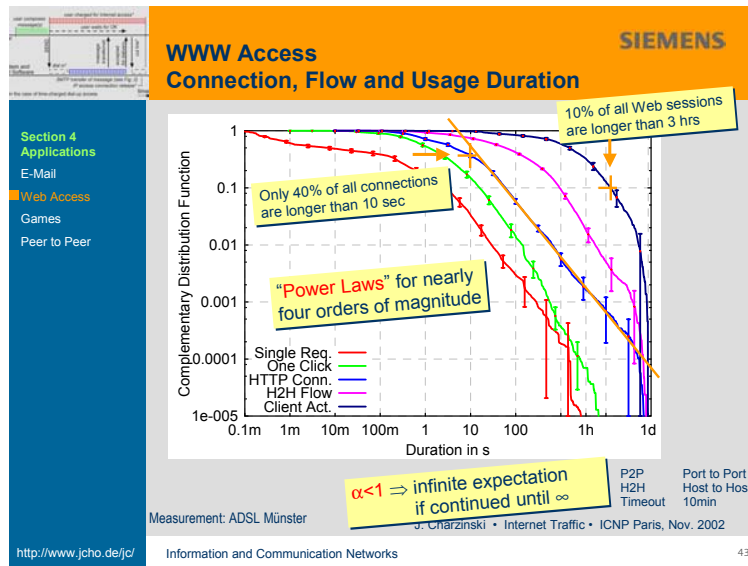 WWW Access
Connection, Flow and Usage Duration
SIEMENS
Section 4
Applications
E-Mail
Web Access
Games
Peer to Peer
10% of all Web sessions
are longer than 3 hrs
Only 40% of all connections
are longer than 10 sec
"Power Laws" for nearly
four orders of magnitude
Complementary Distribution Function
1
0.1
0.01
0.001
0.0001
1e-005
Single Req.
One Click
HTTP Conn.
H2H Flow
Client Act.
0.1m 1m 10m 100m 1 10 100 1h 1d
Duration in s
α<1 ⇒ infinite expectation
if continued until ∞
P2P Port to Port
H2H Host to Hos
Timeout 10min
Measurement: ADSL Münster
J. Charzinski • Internet Traffic • ICNP Paris, Nov. 2002
http://www.jcho.de/jc/
Information and Communication Networks
43